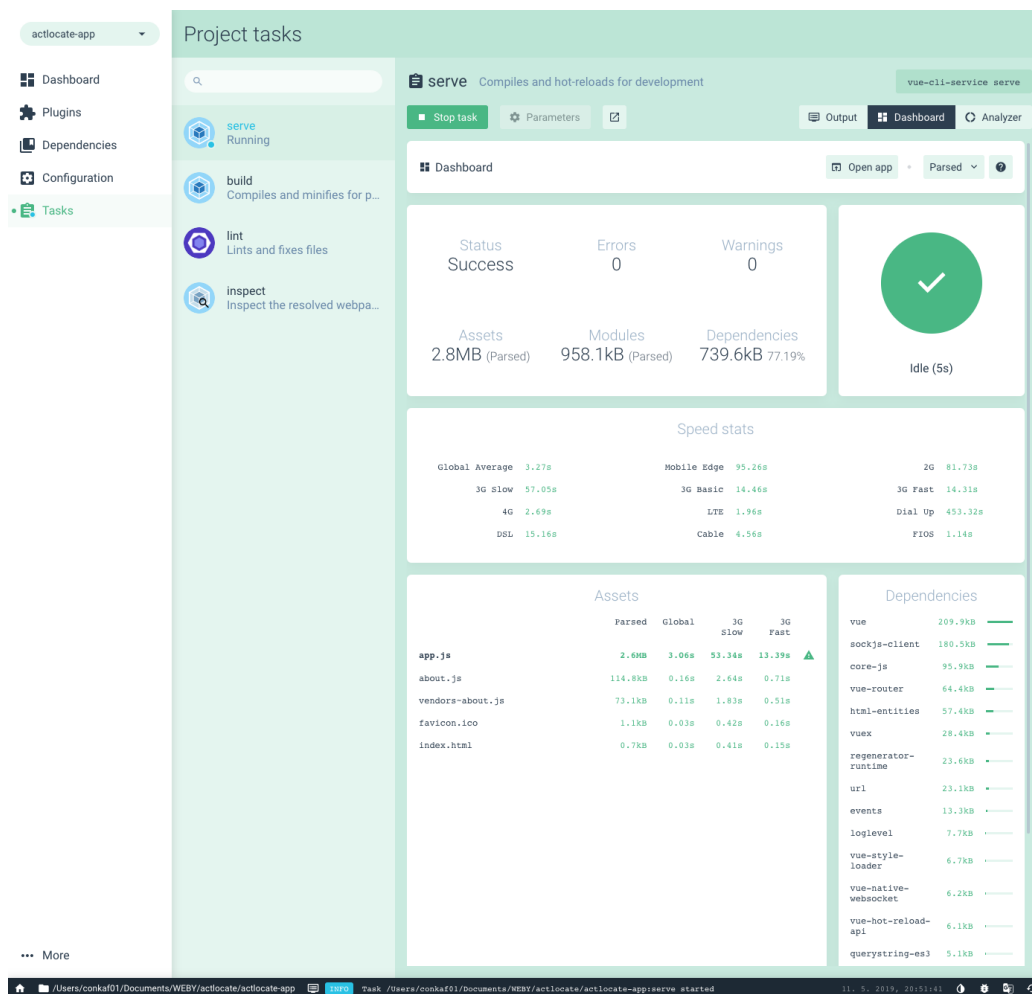 actlocate-app
Project tasks
Dashboard
Plugins
Dependencies
Configuration
Tasks
More
serve
Running
build
Compiles and minifies for p...
lint
Lints and fixes files
inspect
Inspect the resolved webpa...
serve Compiles and hot-reloads for development
vue-cli-service serve
Stop task Parameters
Output Dashboard Analyzer
Dashboard
Open app Parsed
Status Errors Warnings
Success 0 0
Assets Modules Dependencies
2.8MB (Parsed) 958.1kB (Parsed) 739.6kB 77.19%
Idle (5s)
Speed stats
Global Average 3.27s Mobile Edge 95.26s 2G 81.73s
3G Slow 57.05s 3G Basic 14.46s 3G Fast 14.31s
4G 2.69s LTE 1.96s Dial Up 453.32s
DSL 15.16s Cable 4.56s FIOS 1.14s
Assets
Parsed Global 3G Slow 3G Fast
app.js 2.6MB 3.06s 53.34s 13.39s
about.js 114.8kB 0.16s 2.64s 0.71s
vendors~about.js 73.1kB 0.11s 1.83s 0.51s
favicon.ico 1.1kB 0.03s 0.42s 0.16s
index.html 0.7kB 0.03s 0.41s 0.15s
Dependencies
vue 209.9kB
sockjs-client 180.5kB
core-js 95.9kB
vue-router 64.4kB
html-entities 57.4kB
vuex 28.4kB
regenerator-runtime 23.6kB
url 23.1kB
events 13.3kB
loglevel 7.7kB
vue-style-loader 6.7kB
vue-native-websocket 6.2kB
vue-hot-reload-api 6.1kB
querystring-es3 5.1kB
/Users/conkaf01/Documents/WEBY/actlocate/actlocate-app INFO Task /Users/conkaf01/Documents/WEBY/actlocate/actlocate-app:serve started 11. 5. 2019, 20:51:41